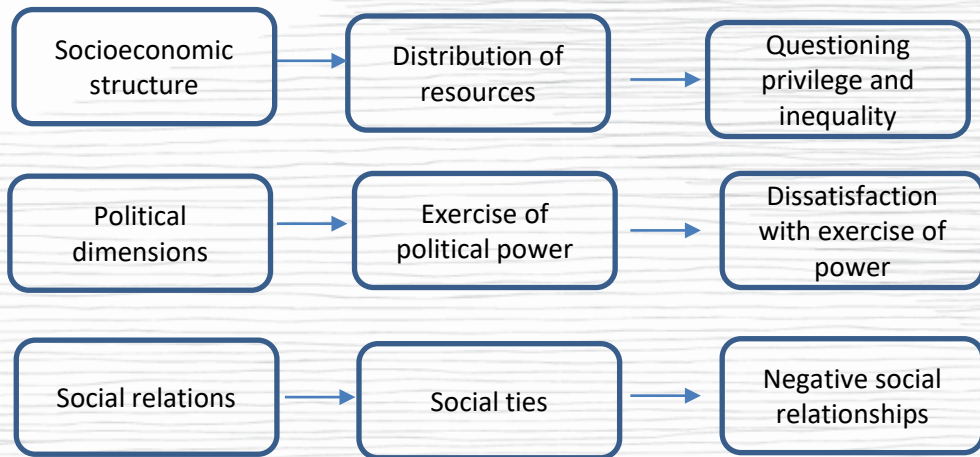 Socioeconomic
structure
Distribution of
resources
Questioning
privilege and
inequality
Political
dimensions
Exercise of
political power
Dissatisfaction
with exercise of
power
Social relations
Social ties
Negative social
relationships